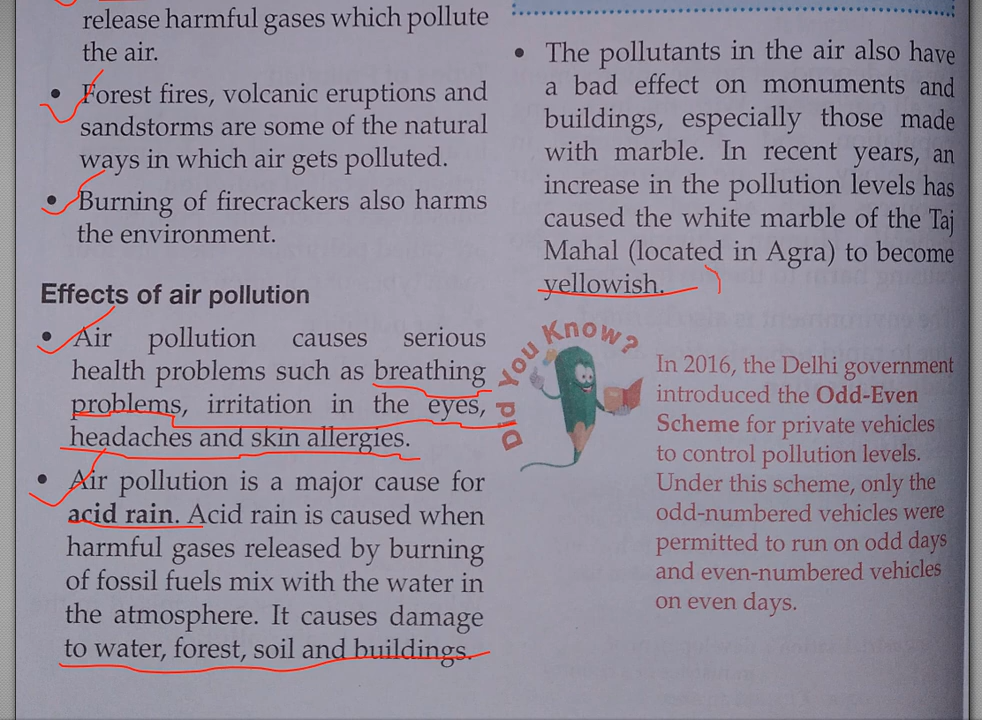 release harmful gases which pollute
the air.
• Forest fires, volcanic eruptions and
sandstorms are some of the natural
ways in which air gets polluted.
• Burning of firecrackers also harms
the environment.
Effects of air pollution
• Air pollution causes serious
health problems such as breathing
problems, irritation in the eyes,
headaches and skin allergies.
• Air pollution is a major cause for
acid rain. Acid rain is caused when
harmful gases released by burning
of fossil fuels mix with the water in
the atmosphere. It causes damage
to water, forest, soil and buildings.
• The pollutants in the air also have
a bad effect on monuments and
buildings, especially those made
with marble. In recent years, an
increase in the pollution levels has
caused the white marble of the Taj
Mahal (located in Agra) to become
yellowish.
Did You Know?
In 2016, the Delhi government
introduced the Odd-Even
Scheme for private vehicles
to control pollution levels.
Under this scheme, only the
odd-numbered vehicles were
permitted to run on odd days
and even-numbered vehicles
on even days.